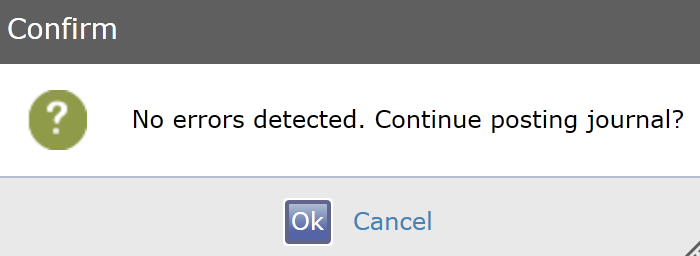 Confirm
?
No errors detected. Continue posting journal?
Ok Cancel